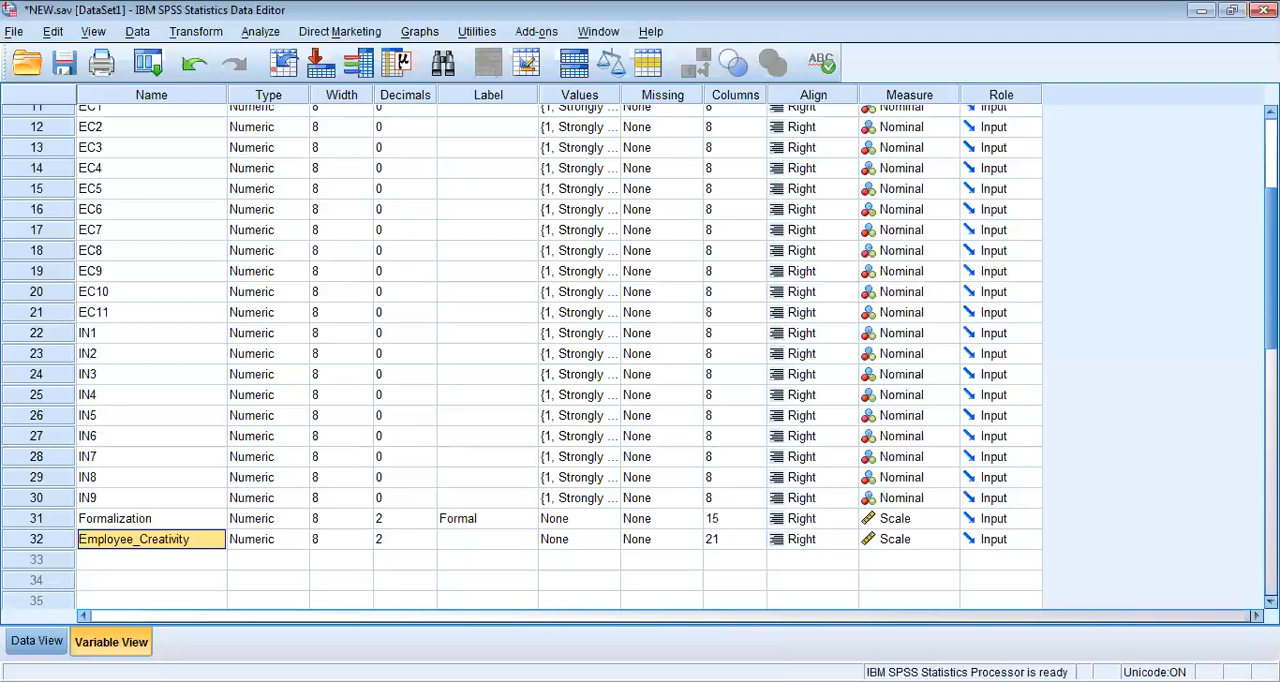 *NEW.sav [DataSet1] - IBM SPSS Statistics Data Editor
File Edit View Data Transform Analyze Direct Marketing Graphs Utilities Add-ons Window Help
Name Type Width Decimals Label Values Missing Columns Align Measure Role
11 EC1 Numeric 8 0 {1, Strongly ... None 8 Right Nominal Input
12 EC2 Numeric 8 0 {1, Strongly ... None 8 Right Nominal Input
13 EC3 Numeric 8 0 {1, Strongly ... None 8 Right Nominal Input
14 EC4 Numeric 8 0 {1, Strongly ... None 8 Right Nominal Input
15 EC5 Numeric 8 0 {1, Strongly ... None 8 Right Nominal Input
16 EC6 Numeric 8 0 {1, Strongly ... None 8 Right Nominal Input
17 EC7 Numeric 8 0 {1, Strongly ... None 8 Right Nominal Input
18 EC8 Numeric 8 0 {1, Strongly ... None 8 Right Nominal Input
19 EC9 Numeric 8 0 {1, Strongly ... None 8 Right Nominal Input
20 EC10 Numeric 8 0 {1, Strongly ... None 8 Right Nominal Input
21 EC11 Numeric 8 0 {1, Strongly ... None 8 Right Nominal Input
22 IN1 Numeric 8 0 {1, Strongly ... None 8 Right Nominal Input
23 IN2 Numeric 8 0 {1, Strongly ... None 8 Right Nominal Input
24 IN3 Numeric 8 0 {1, Strongly ... None 8 Right Nominal Input
25 IN4 Numeric 8 0 {1, Strongly ... None 8 Right Nominal Input
26 IN5 Numeric 8 0 {1, Strongly ... None 8 Right Nominal Input
27 IN6 Numeric 8 0 {1, Strongly ... None 8 Right Nominal Input
28 IN7 Numeric 8 0 {1, Strongly ... None 8 Right Nominal Input
29 IN8 Numeric 8 0 {1, Strongly ... None 8 Right Nominal Input
30 IN9 Numeric 8 0 {1, Strongly ... None 8 Right Nominal Input
31 Formalization Numeric 8 2 Formal None None 15 Right Scale Input
32 Employee_Creativity Numeric 8 2 None None 21 Right Scale Input
33
34
35
Data View Variable View
IBM SPSS Statistics Processor is ready Unicode:ON